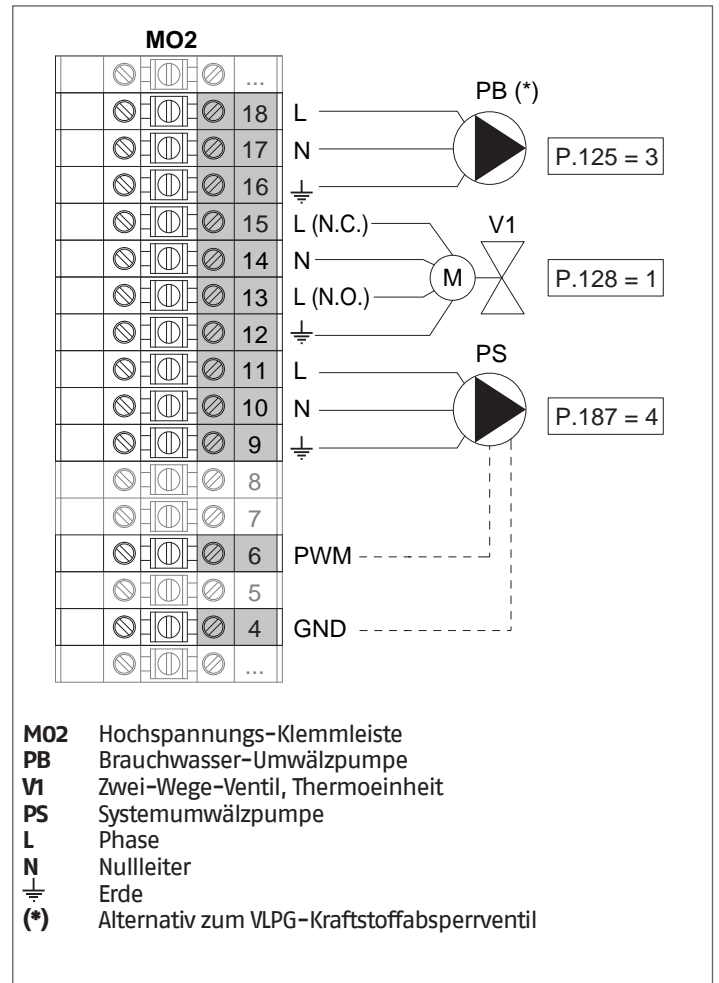 MO2
...
18 L
PB (*)
17 N
P.125 = 3
16 ⏚
15 L (N.C.)
V1
14 N
M
P.128 = 1
13 L (N.O.)
12 ⏚
PS
11 L
10 N
P.187 = 4
9 ⏚
8
7
6 PWM
5
4 GND
...
M02 Hochspannungs-Klemmleiste
PB Brauchwasser-Umwälzpumpe
V1 Zwei-Wege-Ventil, Thermoeinheit
PS Systemumwälzpumpe
L Phase
N Nullleiter
⏚ Erde
(*) Alternativ zum VLPG-Kraftstoffabsperrventil